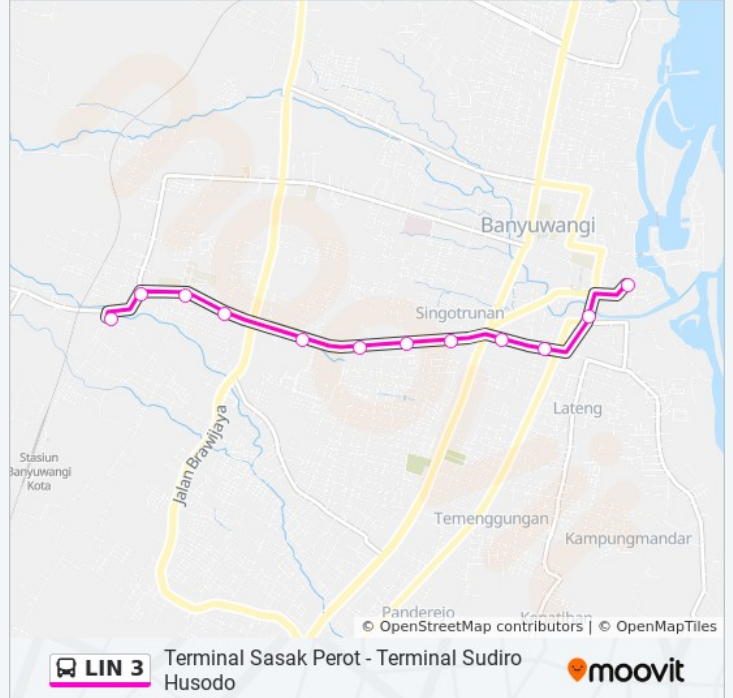 Banyuwangi
Singotrunan
Lateng
Jalan Brawijaya
Stasiun
Banyuwangi
Kota
Temenggungan
Kampungmandar
Panderejo
© OpenStreetMap contributors | © OpenMapTiles
LIN 3
Terminal Sasak Perot - Terminal Sudiro
Husodo
moovit